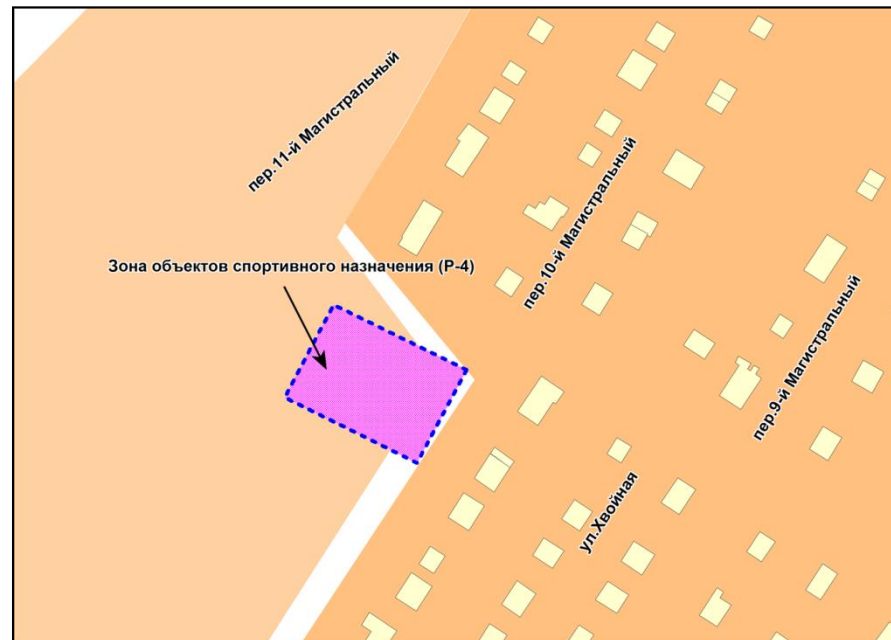 пер.11-й Магистральный
пер.10-й Магистральный
Зона объектов спортивного назначения (Р-4)
пер.9-й Магистральный
ул.Хвойная